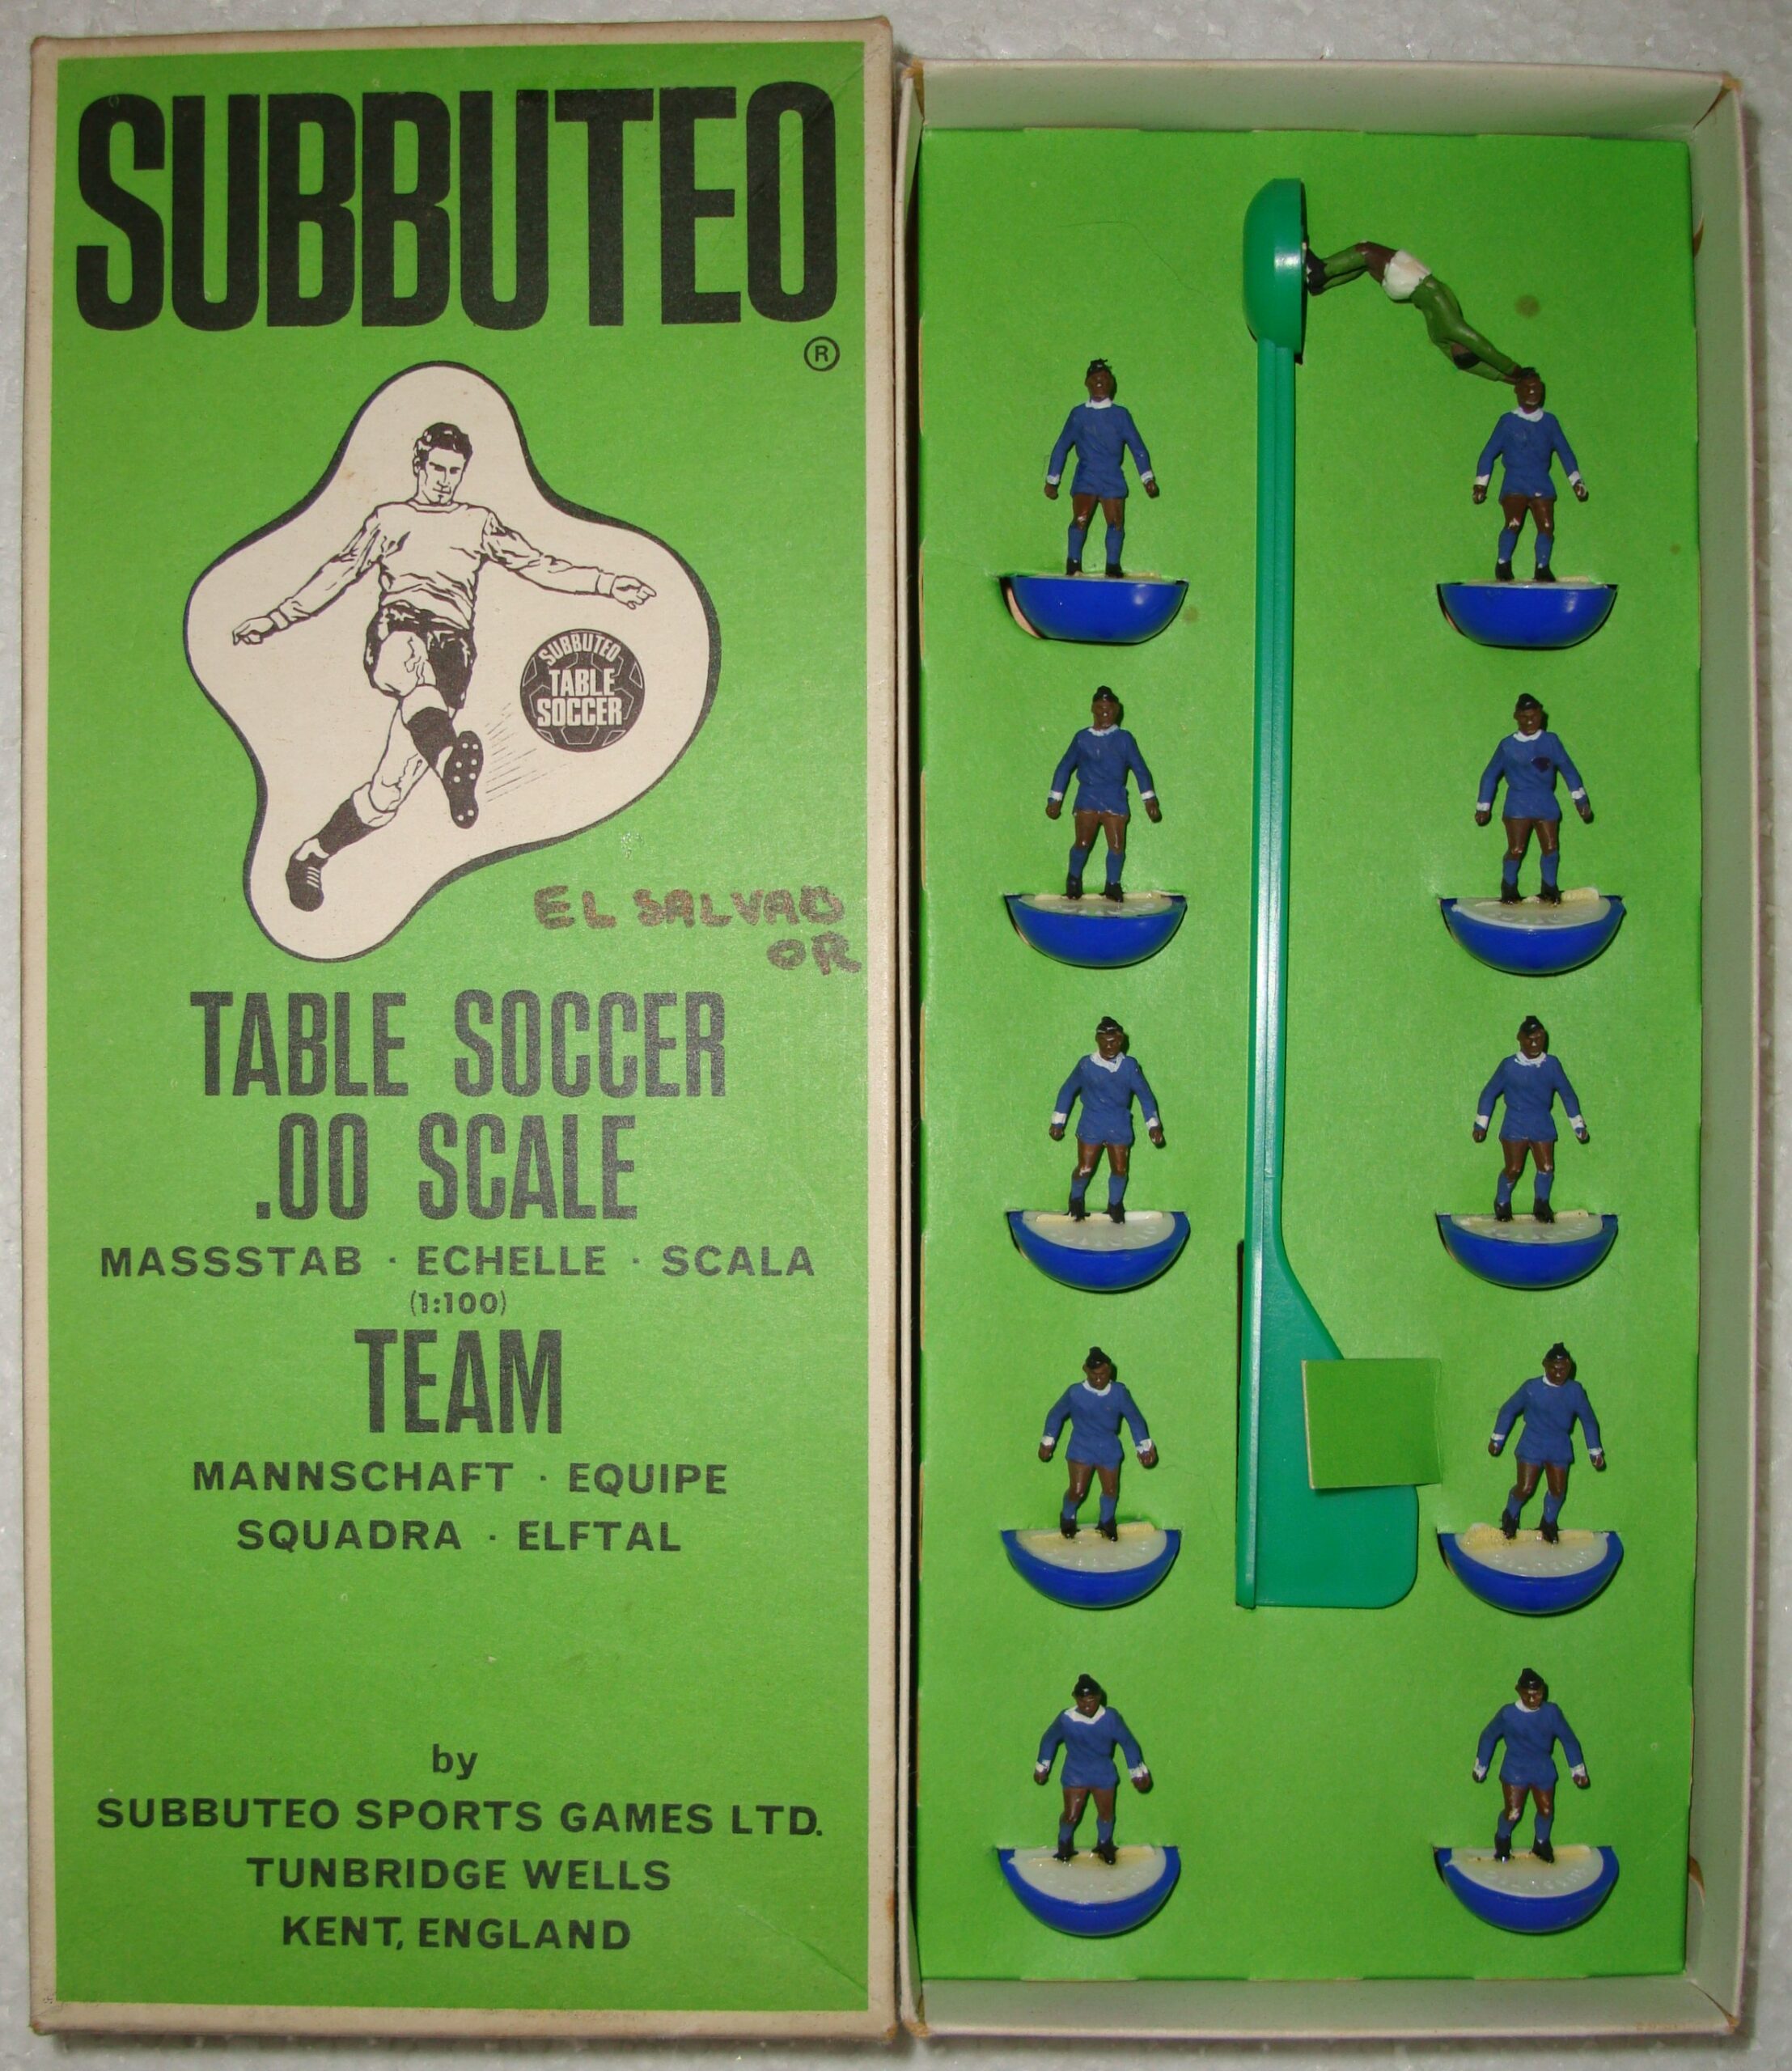 SUBBUTEO
®
SUBBUTEO
TABLE
SOCCER
EL SALVAD
OR
TABLE SOCCER
.00 SCALE
MASSSTAB · ECHELLE · SCALA
(1:100)
TEAM
MANNSCHAFT · EQUIPE
SQUADRA · ELFTAL
by
SUBBUTEO SPORTS GAMES LTD.
TUNBRIDGE WELLS
KENT, ENGLAND